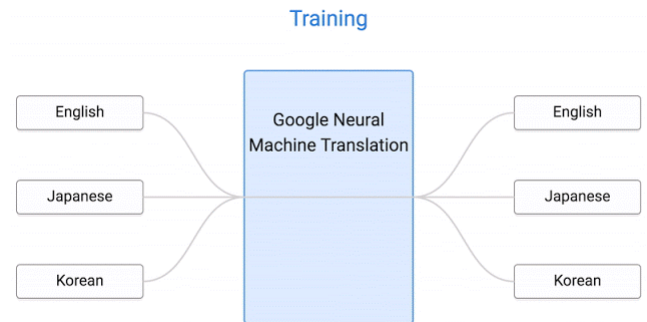 Training
English
Japanese
Korean
Google Neural
Machine Translation
English
Japanese
Korean